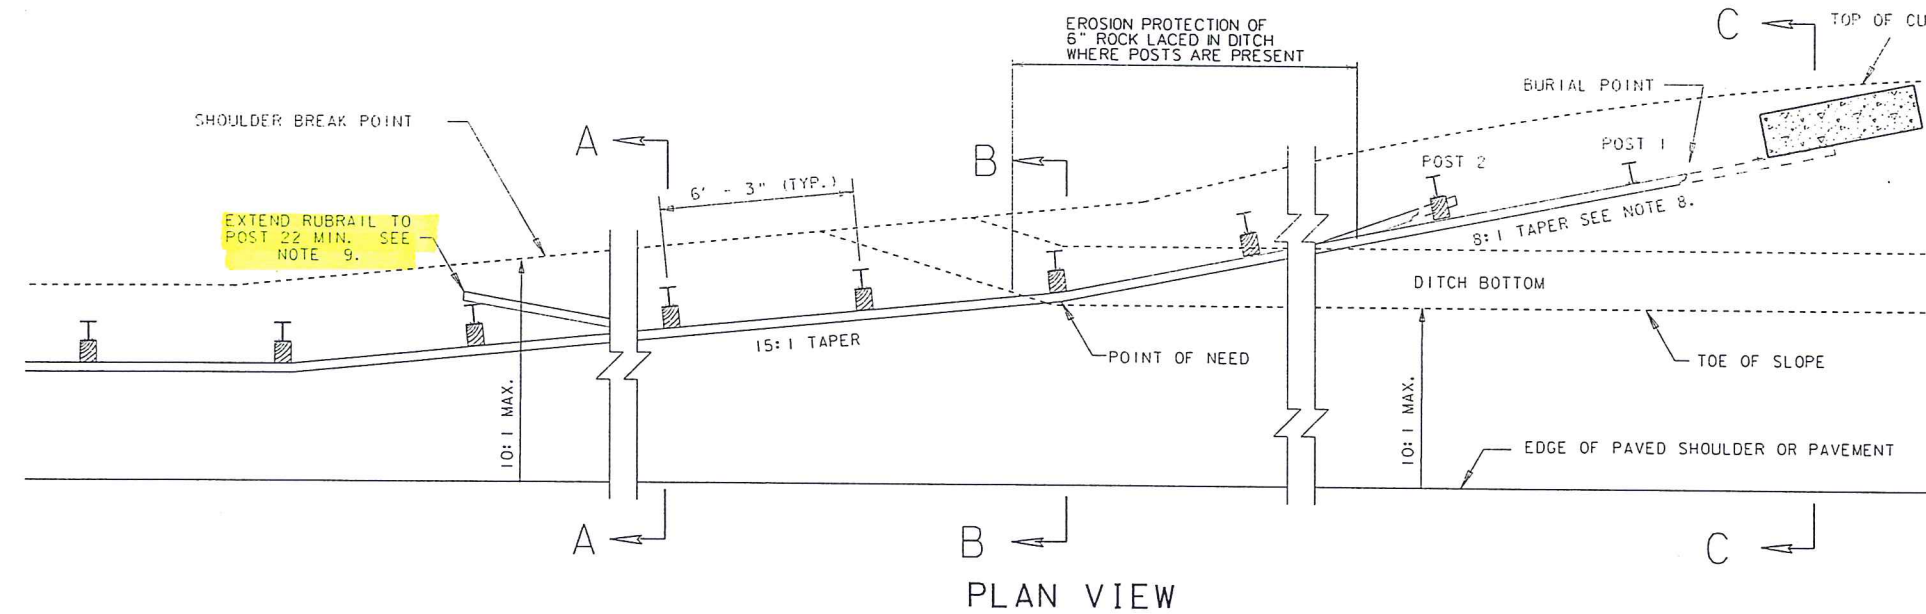 EROSION PROTECTION OF
6" ROCK LACED IN DITCH
WHERE POSTS ARE PRESENT
C
TOP OF CU
SHOULDER BREAK POINT
A
B
BURIAL POINT
POST 1
POST 2
6' - 3" (TYP.)
EXTEND RUBRAIL TO
POST 22 MIN. SEE
NOTE 9.
8:1 TAPER SEE NOTE 8.
DITCH BOTTOM
15:1 TAPER
POINT OF NEED
TOE OF SLOPE
10:1 MAX.
10:1 MAX.
EDGE OF PAVED SHOULDER OR PAVEMENT
A
B
C
PLAN VIEW